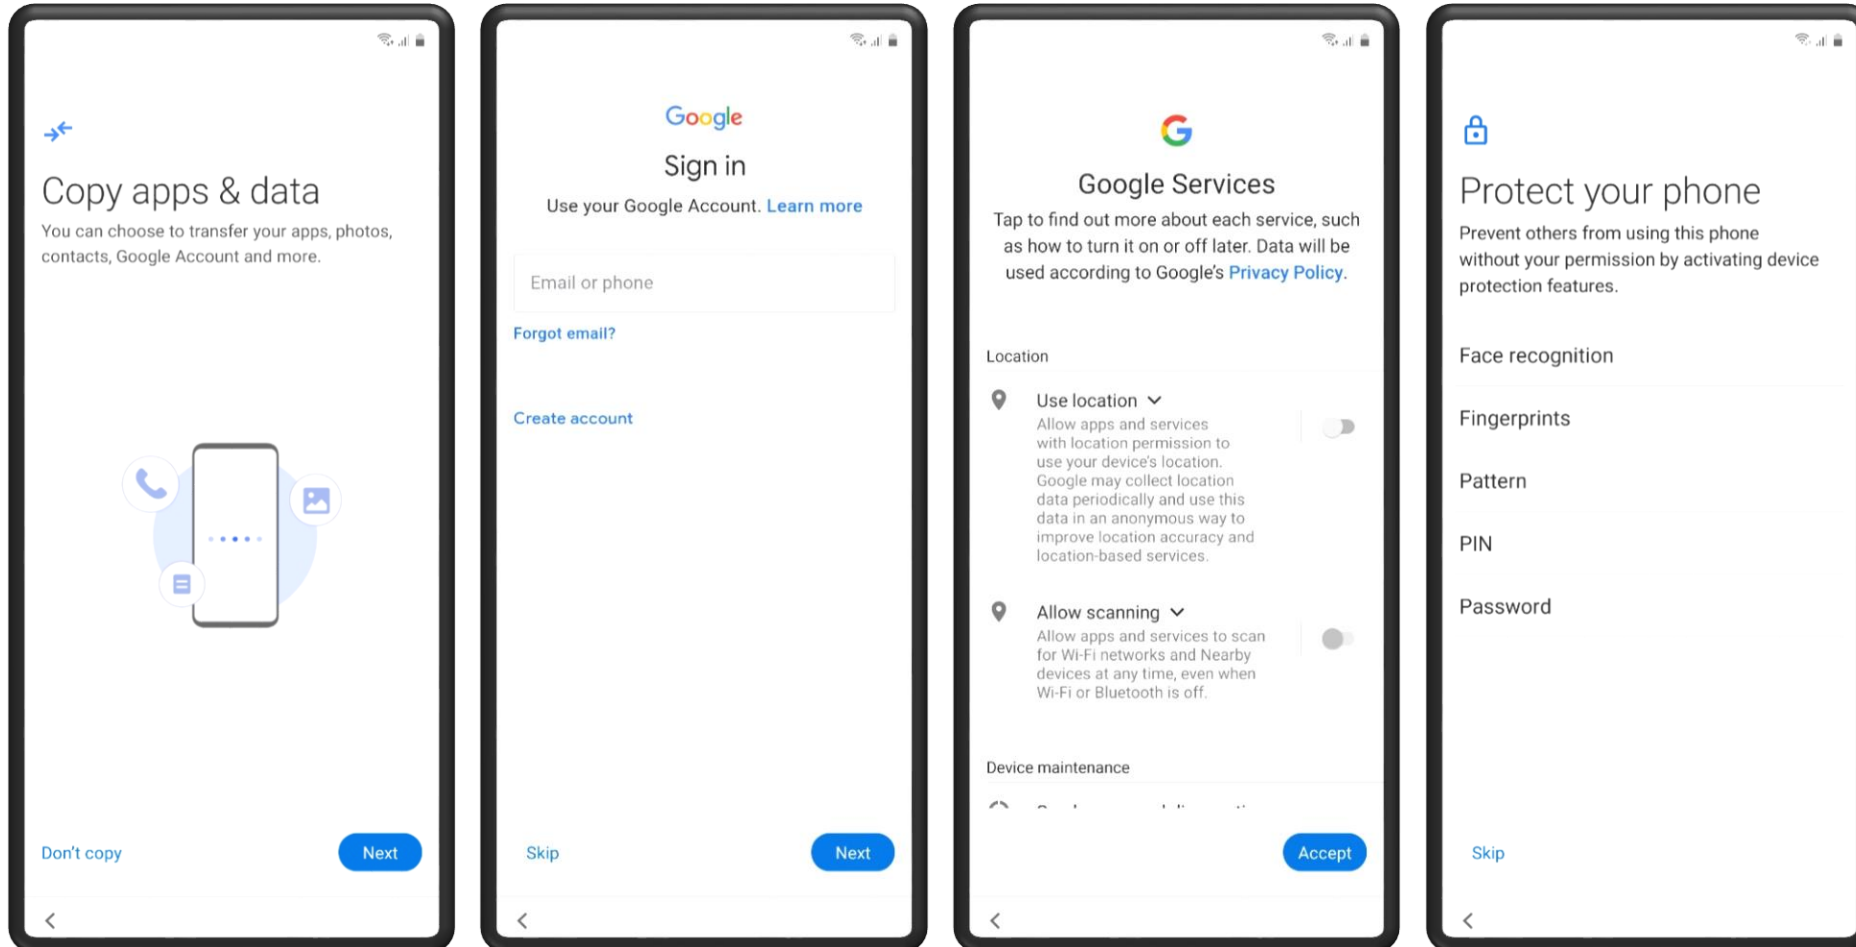 Copy apps & data
You can choose to transfer your apps, photos,
contacts, Google Account and more.
Don't copy
Next
Google
Sign in
Use your Google Account. Learn more
Email or phone
Forgot email?
Create account
Skip
Next
G
Google Services
Tap to find out more about each service, such
as how to turn it on or off later. Data will be
used according to Google's Privacy Policy.
Location
Use location
Allow apps and services
with location permission to
use your device's location.
Google may collect location
data periodically and use this
data in an anonymous way to
improve location accuracy and
location-based services.
Allow scanning
Allow apps and services to scan
for Wi-Fi networks and Nearby
devices at any time, even when
Wi-Fi or Bluetooth is off.
Device maintenance
Accept
Protect your phone
Prevent others from using this phone
without your permission by activating device
protection features.
Face recognition
Fingerprints
Pattern
PIN
Password
Skip